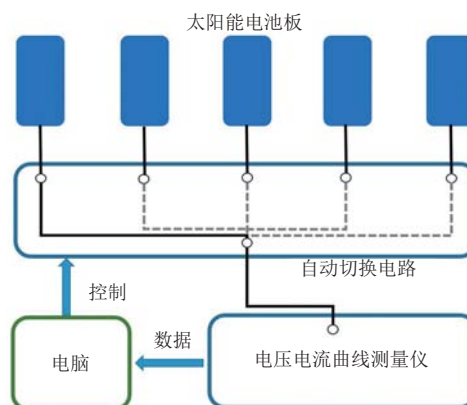 太阳能电池板
自动切换电路
控制
数据
电脑
电压电流曲线测量仪